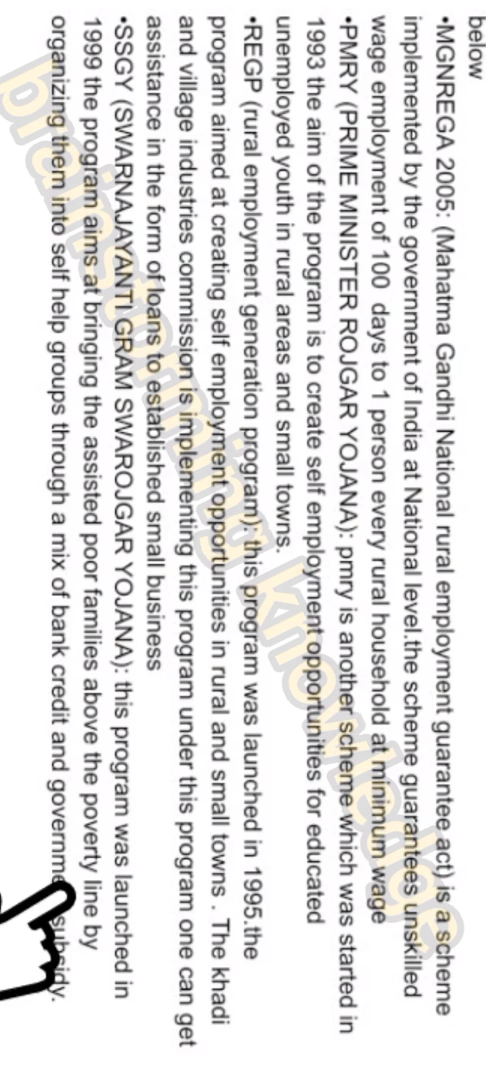 below
•MGNREGA 2005: (Mahatma Gandhi National rural employment guarantee act) is a scheme
implemented by the government of India at National level.the scheme guarantees unskilled
wage employment of 100 days to 1 person every rural household at minimum wage
•PMRY (PRIME MINISTER ROJGAR YOJANA): pmry is another scheme which was started in
1993 the aim of the program is to create self employment opportunities for educated
unemployed youth in rural areas and small towns.
•REGP (rural employment generation program): this program was launched in 1995.the
program aimed at creating self employment opportunities in rural and small towns . The khadi
and village industries commission is implementing this program under this program one can get
assistance in the form of loans to established small business
•SSGY (SWARNAJAYANTI GRAM SWAROJGAR YOJANA): this program was launched in
1999 the program aims at bringing the assisted poor families above the poverty line by
organizing them into self help groups through a mix of bank credit and government subsidy.
brainstorming knowledge